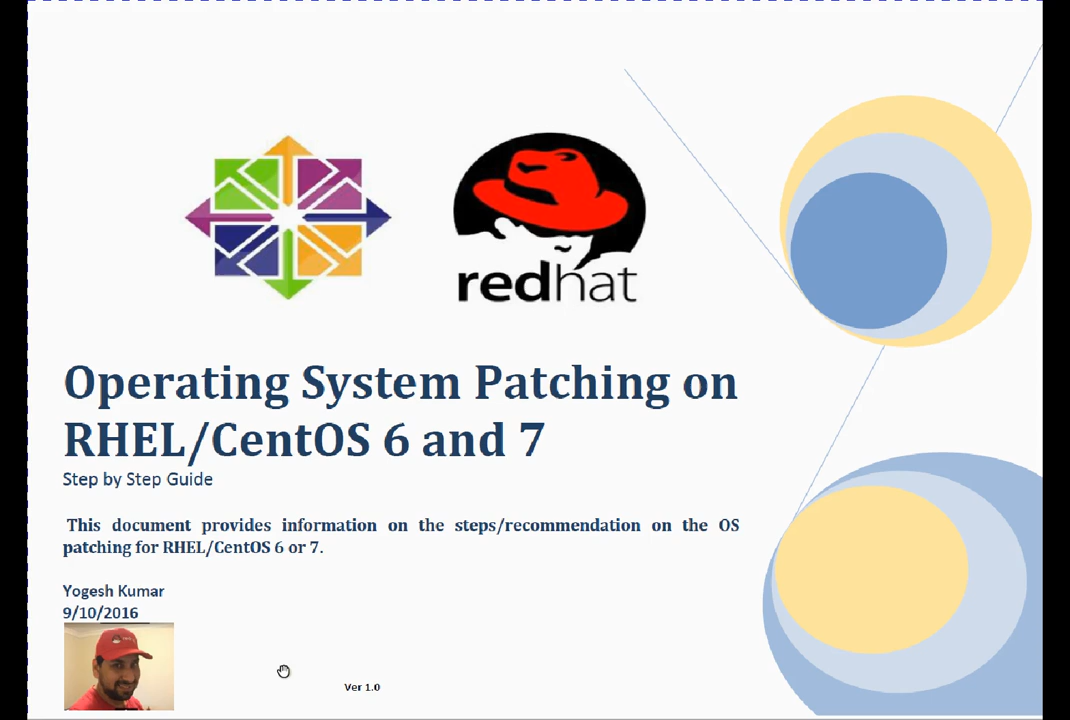 redhat
Operating System Patching on
RHEL/CentOS 6 and 7
Step by Step Guide
This document provides information on the steps/recommendation on the OS
patching for RHEL/CentOS 6 or 7.
Yogesh Kumar
9/10/2016
Ver 1.0